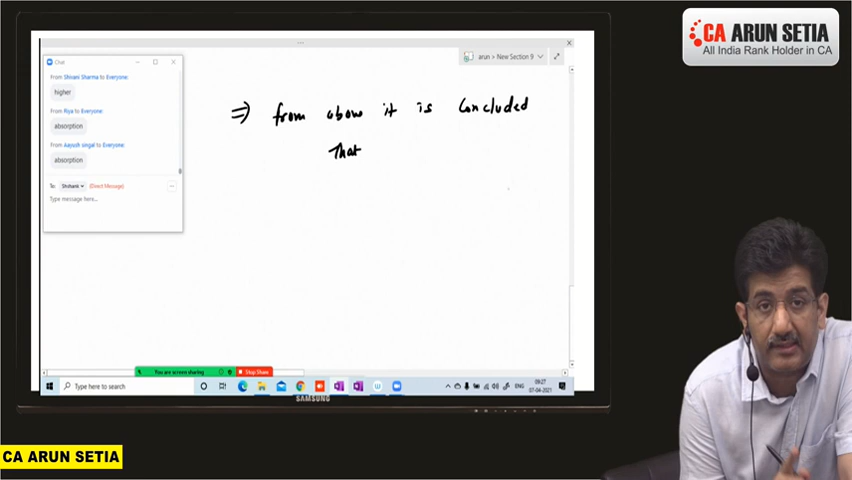 CA ARUN SETIA
All India Rank Holder in CA
arun > New Section 9
Chat
From Shivani Sharma to Everyone:
higher
From Riya to Everyone:
absorption
From Aayush singal to Everyone:
absorption
To: Shihank (Direct Message)
Type message here...
⇒ from above it is Concluded
That
You are screen sharing
Stop Share
Type here to search
ENG
09:27
07-04-2021
SAMSUNG
CA ARUN SETIA